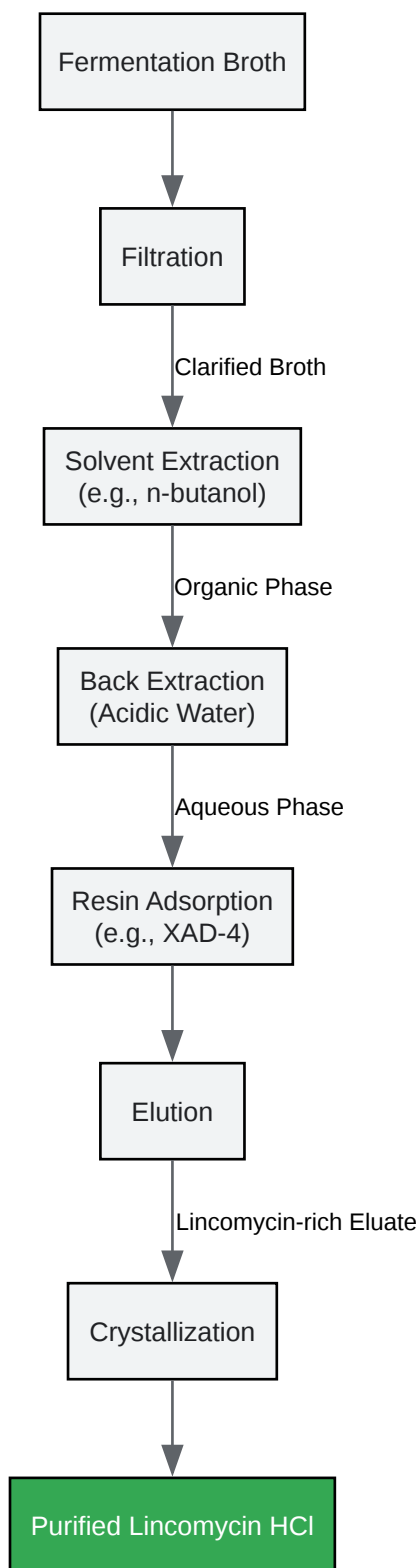 Fermentation Broth
Filtration
Clarified Broth
Solvent Extraction
(e.g., n-butanol)
Organic Phase
Back Extraction
(Acidic Water)
Aqueous Phase
Resin Adsorption
(e.g., XAD-4)
Elution
Lincomycin-rich Eluate
Crystallization
Purified Lincomycin HCl